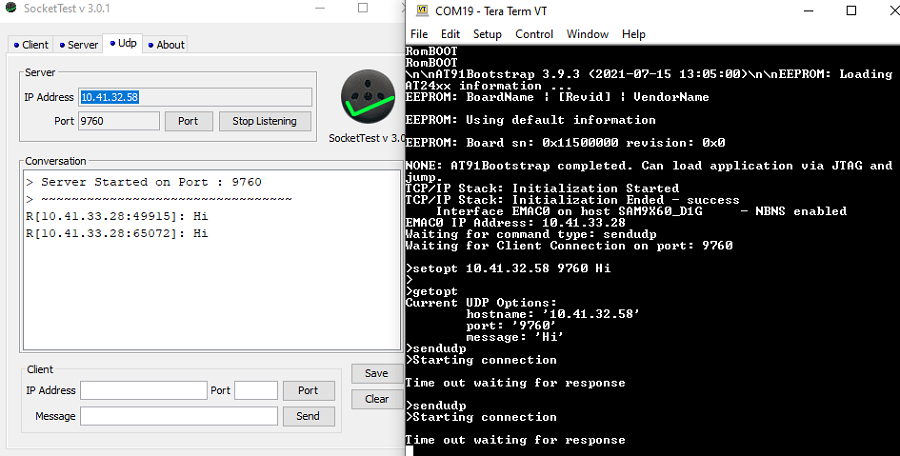 SocketTest v 3.0.1
Client
Server
Udp
About
Server
IP Address 10.41.32.58
Port 9760 Port Stop Listening
SocketTest v 3.0
Conversation
> Server Started on Port : 9760
> ~~~~~~~~~~~~~~~~~~~~~~~~~~~~~~~~~
R[10.41.33.28:49915]: Hi
R[10.41.33.28:65072]: Hi
Client
IP Address Port Port
Message Send
Save
Clear
VT COM19 - Tera Term VT
File Edit Setup Control Window Help
RomBOOT
RomBOOT
\n\nAT91Bootstrap 3.9.3 (2021-07-15 13:05:00)\n\nEEPROM: Loading
AT24xx information ...
EEPROM: BoardName | [Revid] | VendorName
EEPROM: Using default information
EEPROM: Board sn: 0x11500000 revision: 0x0
NONE: AT91Bootstrap completed. Can load application via JTAG and
jump.
TCP/IP Stack: Initialization Started
TCP/IP Stack: Initialization Ended - success
Interface EMAC0 on host SAM9X60_D1G - NBNS enabled
EMAC0 IP Address: 10.41.33.28
Waiting for command type: sendudp
Waiting for Client Connection on port: 9760
>setopt 10.41.32.58 9760 Hi
>
>getopt
Current UDP Options:
hostname: '10.41.32.58'
port: '9760'
message: 'Hi'
>sendudp
>Starting connection
Time out waiting for response
>sendudp
>Starting connection
Time out waiting for response